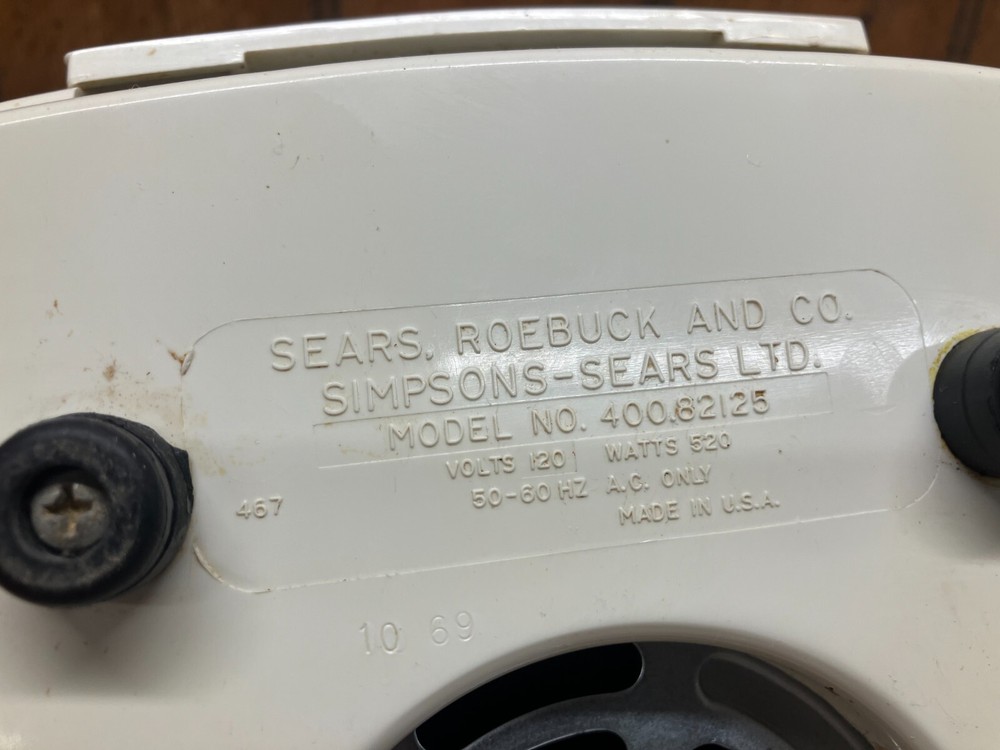 SEARS, ROEBUCK AND CO.
SIMPSONS-SEARS LTD.
MODEL NO. 400.82125
VOLTS 120 WATTS 520
50-60 HZ A.C. ONLY
467
MADE IN U.S.A.
10 69